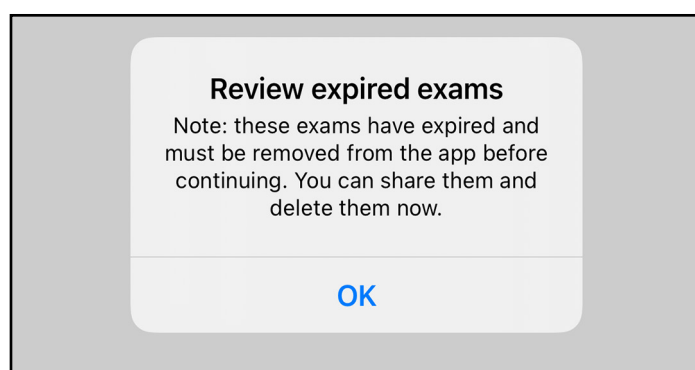 Review expired exams
Note: these exams have expired and
must be removed from the app before
continuing. You can share them and
delete them now.
OK